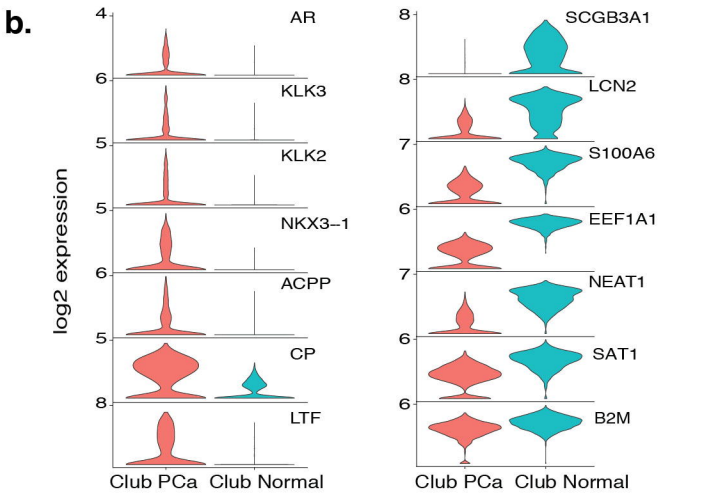 b.
log2 expression
4
AR
6
KLK3
5
KLK2
5
NKX3--1
6
ACPP
5
CP
8
LTF
Club PCa Club Normal
8
SCGB3A1
8
LCN2
7
S100A6
6
EEF1A1
7
NEAT1
6
SAT1
6
B2M
Club PCa Club Normal